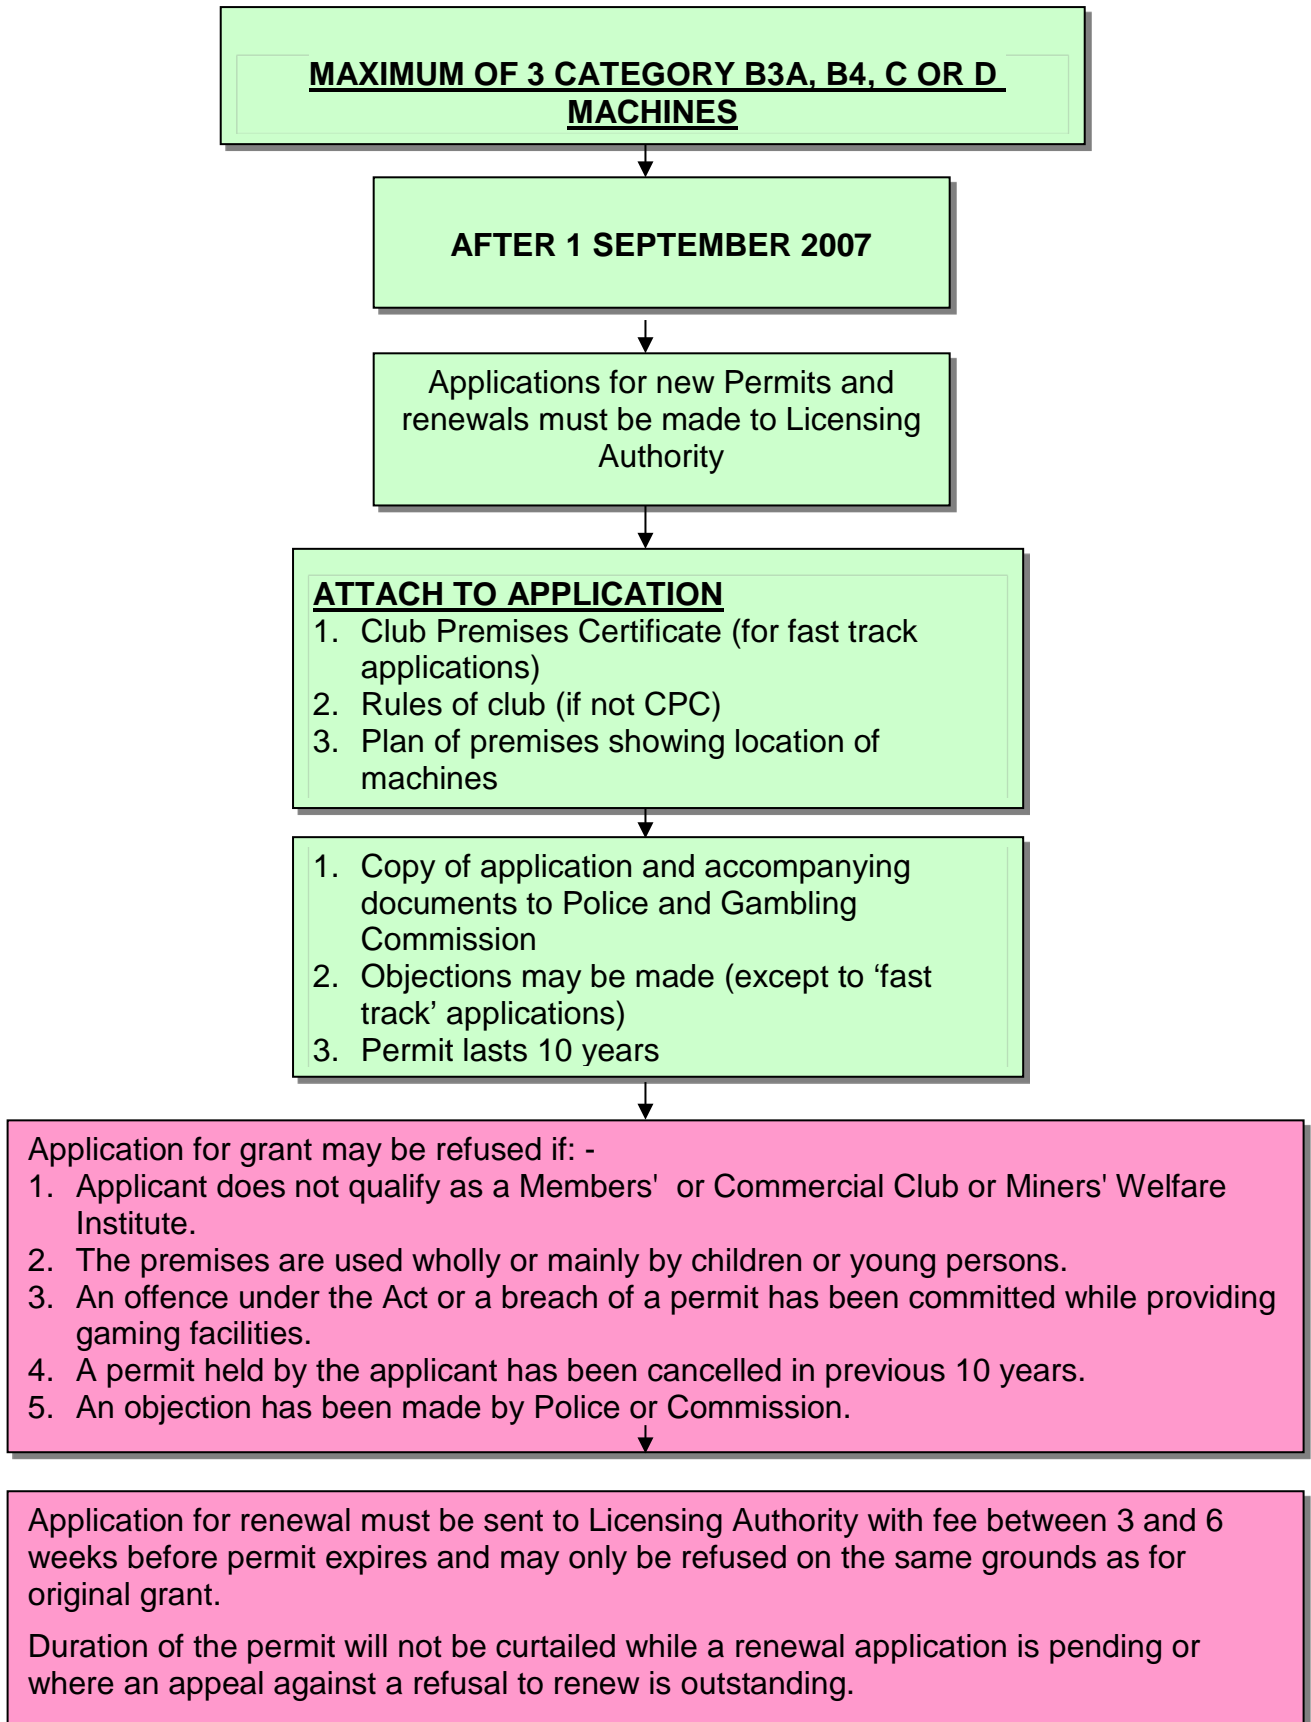 MAXIMUM OF 3 CATEGORY B3A, B4, C OR D
MACHINES
AFTER 1 SEPTEMBER 2007
Applications for new Permits and
renewals must be made to Licensing
Authority
ATTACH TO APPLICATION
1. Club Premises Certificate (for fast track
applications)
2. Rules of club (if not CPC)
3. Plan of premises showing location of
machines
1. Copy of application and accompanying
documents to Police and Gambling
Commission
2. Objections may be made (except to ‘fast
track’ applications)
3. Permit lasts 10 years
Application for grant may be refused if: -
1. Applicant does not qualify as a Members' or Commercial Club or Miners' Welfare
Institute.
2. The premises are used wholly or mainly by children or young persons.
3. An offence under the Act or a breach of a permit has been committed while providing
gaming facilities.
4. A permit held by the applicant has been cancelled in previous 10 years.
5. An objection has been made by Police or Commission.
Application for renewal must be sent to Licensing Authority with fee between 3 and 6
weeks before permit expires and may only be refused on the same grounds as for
original grant.
Duration of the permit will not be curtailed while a renewal application is pending or
where an appeal against a refusal to renew is outstanding.